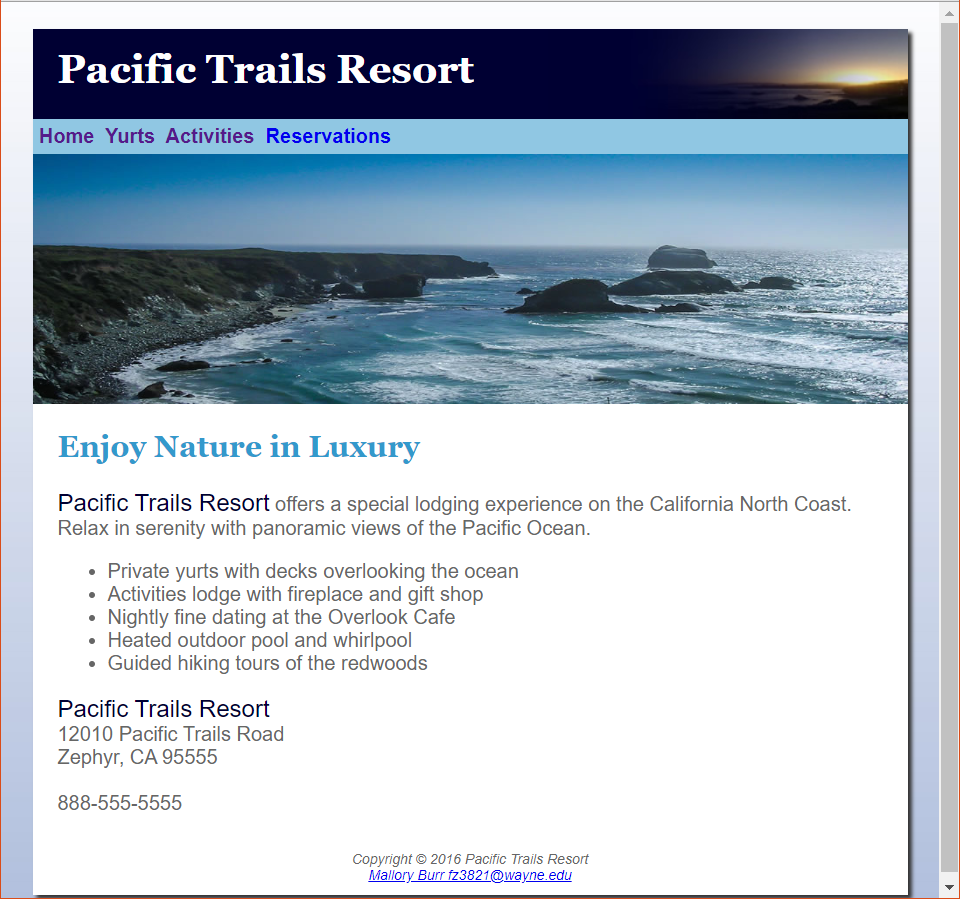 Pacific Trails Resort
Home Yurts Activities Reservations
Enjoy Nature in Luxury
Pacific Trails Resort offers a special lodging experience on the California North Coast.
Relax in serenity with panoramic views of the Pacific Ocean.
• Private yurts with decks overlooking the ocean
• Activities lodge with fireplace and gift shop
• Nightly fine dating at the Overlook Cafe
• Heated outdoor pool and whirlpool
• Guided hiking tours of the redwoods
Pacific Trails Resort
12010 Pacific Trails Road
Zephyr, CA 95555
888-555-5555
Copyright © 2016 Pacific Trails Resort
Mallory Burr fz3821@wayne.edu